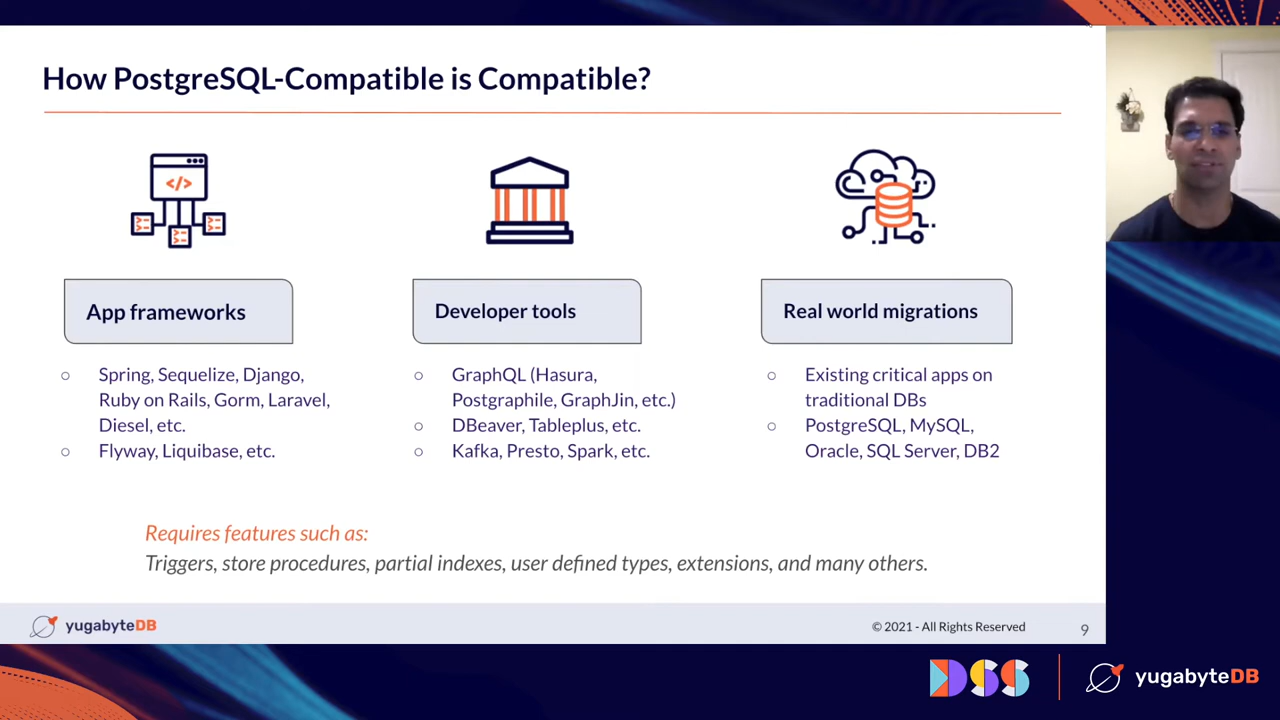 How PostgreSQL-Compatible is Compatible?
</>
App frameworks
○ Spring, Sequelize, Django,
Ruby on Rails, Gorm, Laravel,
Diesel, etc.
○ Flyway, Liquibase, etc.
Developer tools
○ GraphQL (Hasura,
Postgraphile, GraphJin, etc.)
○ DBeaver, Tableplus, etc.
○ Kafka, Presto, Spark, etc.
Real world migrations
○ Existing critical apps on
traditional DBs
○ PostgreSQL, MySQL,
Oracle, SQL Server, DB2
Requires features such as:
Triggers, store procedures, partial indexes, user defined types, extensions, and many others.
yugabyteDB
© 2021 - All Rights Reserved
9
DSS
yugabyteDB